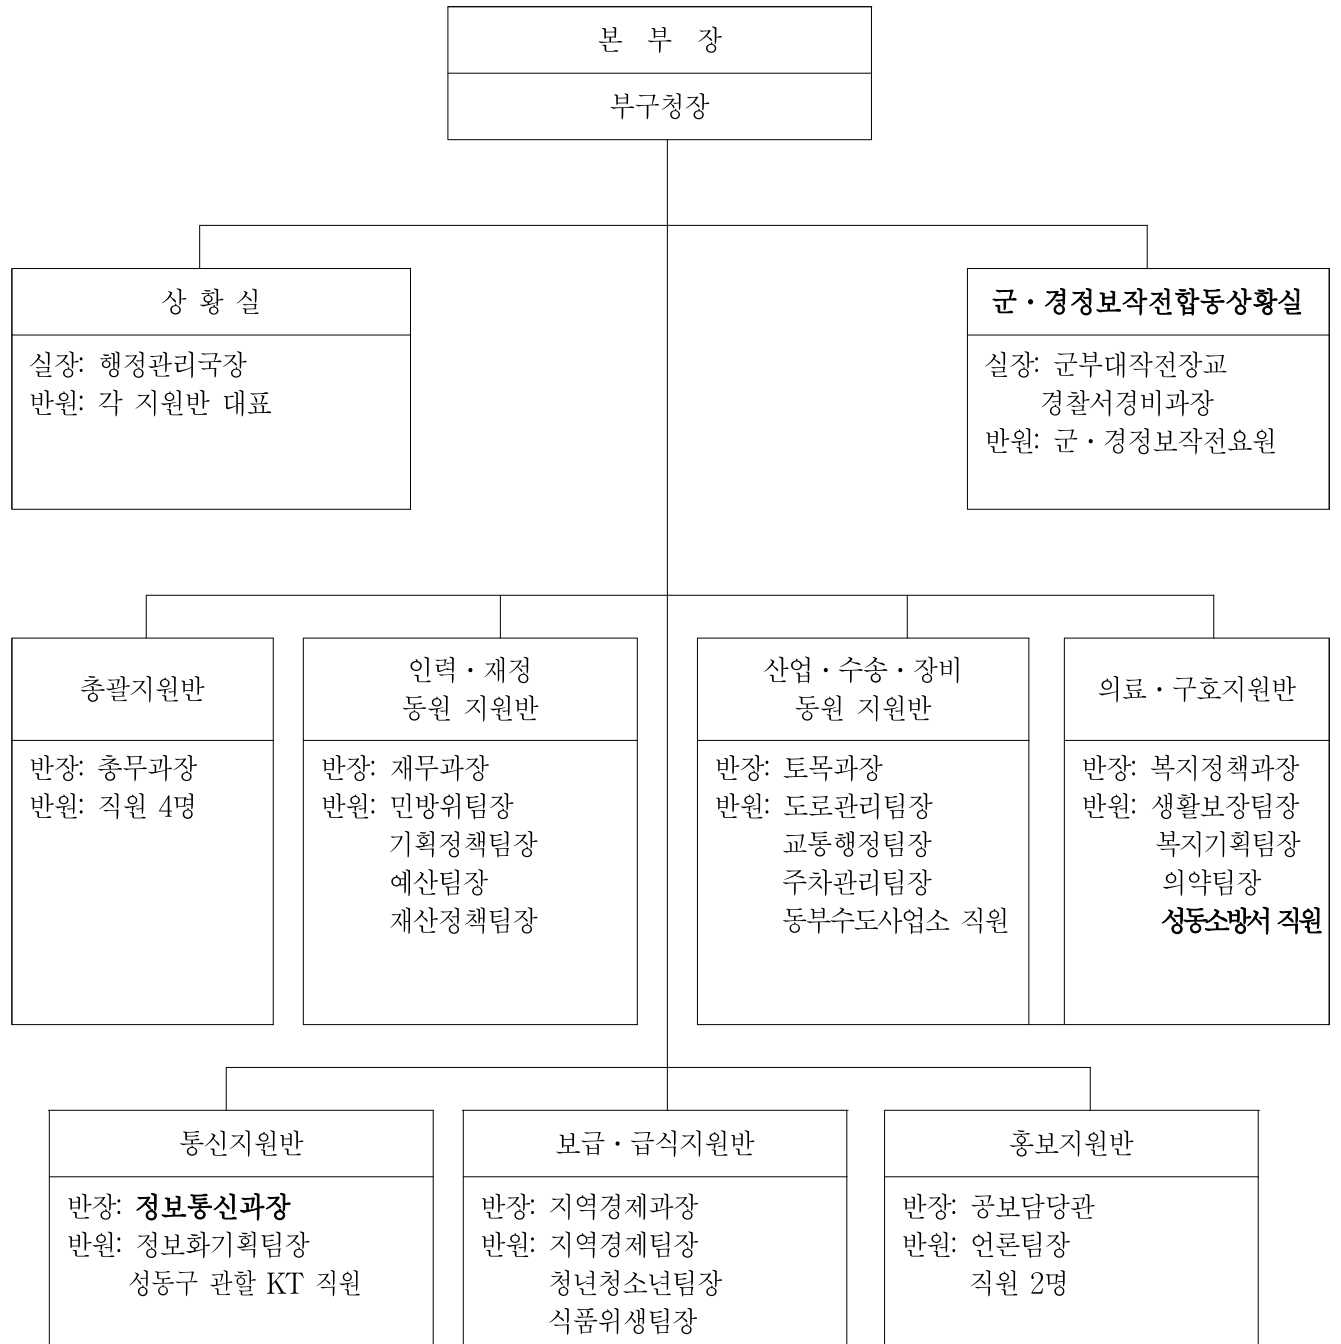 본 부 장
부구청장
상 황 실
실장: 행정관리국장
반원: 각 지원반 대표
군・경정보작전합동상황실
실장: 군부대작전장교
경찰서경비과장
반원: 군・경정보작전요원
총괄지원반
반장: 총무과장
반원: 직원 4명
인력・재정
동원 지원반
반장: 재무과장
반원: 민방위팀장
기획정책팀장
예산팀장
재산정책팀장
산업・수송・장비
동원 지원반
반장: 토목과장
반원: 도로관리팀장
교통행정팀장
주차관리팀장
동부수도사업소 직원
의료・구호지원반
반장: 복지정책과장
반원: 생활보장팀장
복지기획팀장
의약팀장
성동소방서 직원
통신지원반
반장: 정보통신과장
반원: 정보화기획팀장
성동구 관할 KT 직원
보급・급식지원반
반장: 지역경제과장
반원: 지역경제팀장
청년청소년팀장
식품위생팀장
홍보지원반
반장: 공보담당관
반원: 언론팀장
직원 2명